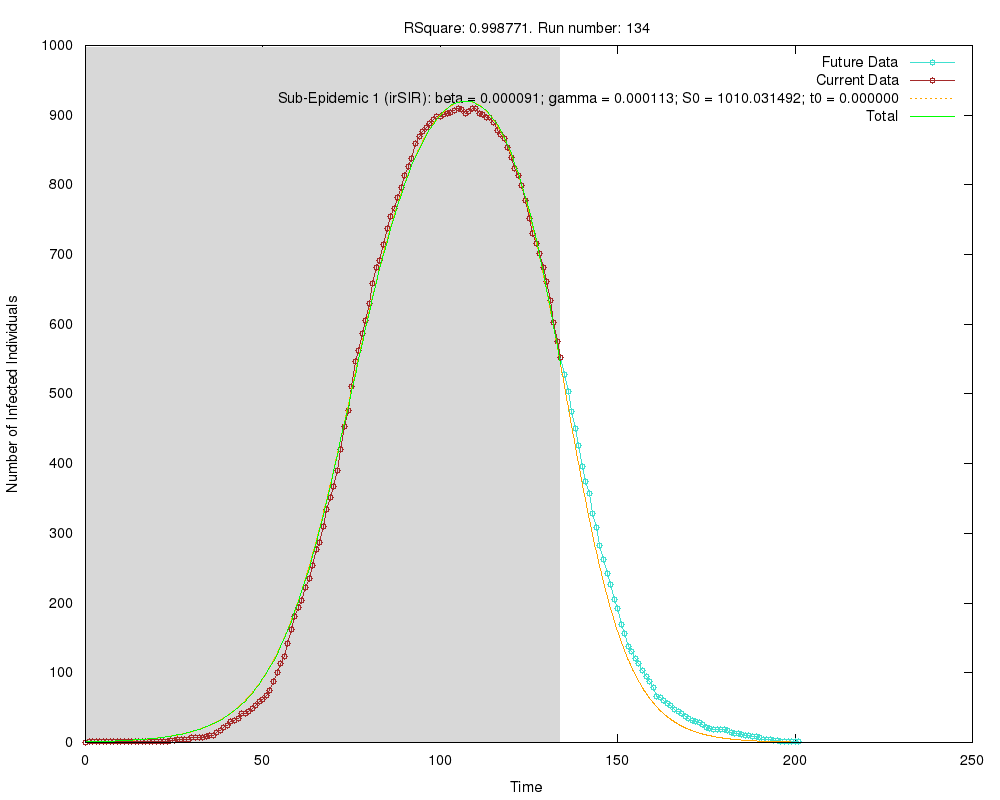 RSquare: 0.998771. Run number: 134
1000
900
800
700
600
500
400
300
200
100
0
Number of Infected Individuals
Future Data
Current Data
Sub-Epidemic 1 (irSIR): beta = 0.000091; gamma = 0.000113; S0 = 1010.031492; t0 = 0.000000
Total
0 50 100 150 200 250
Time